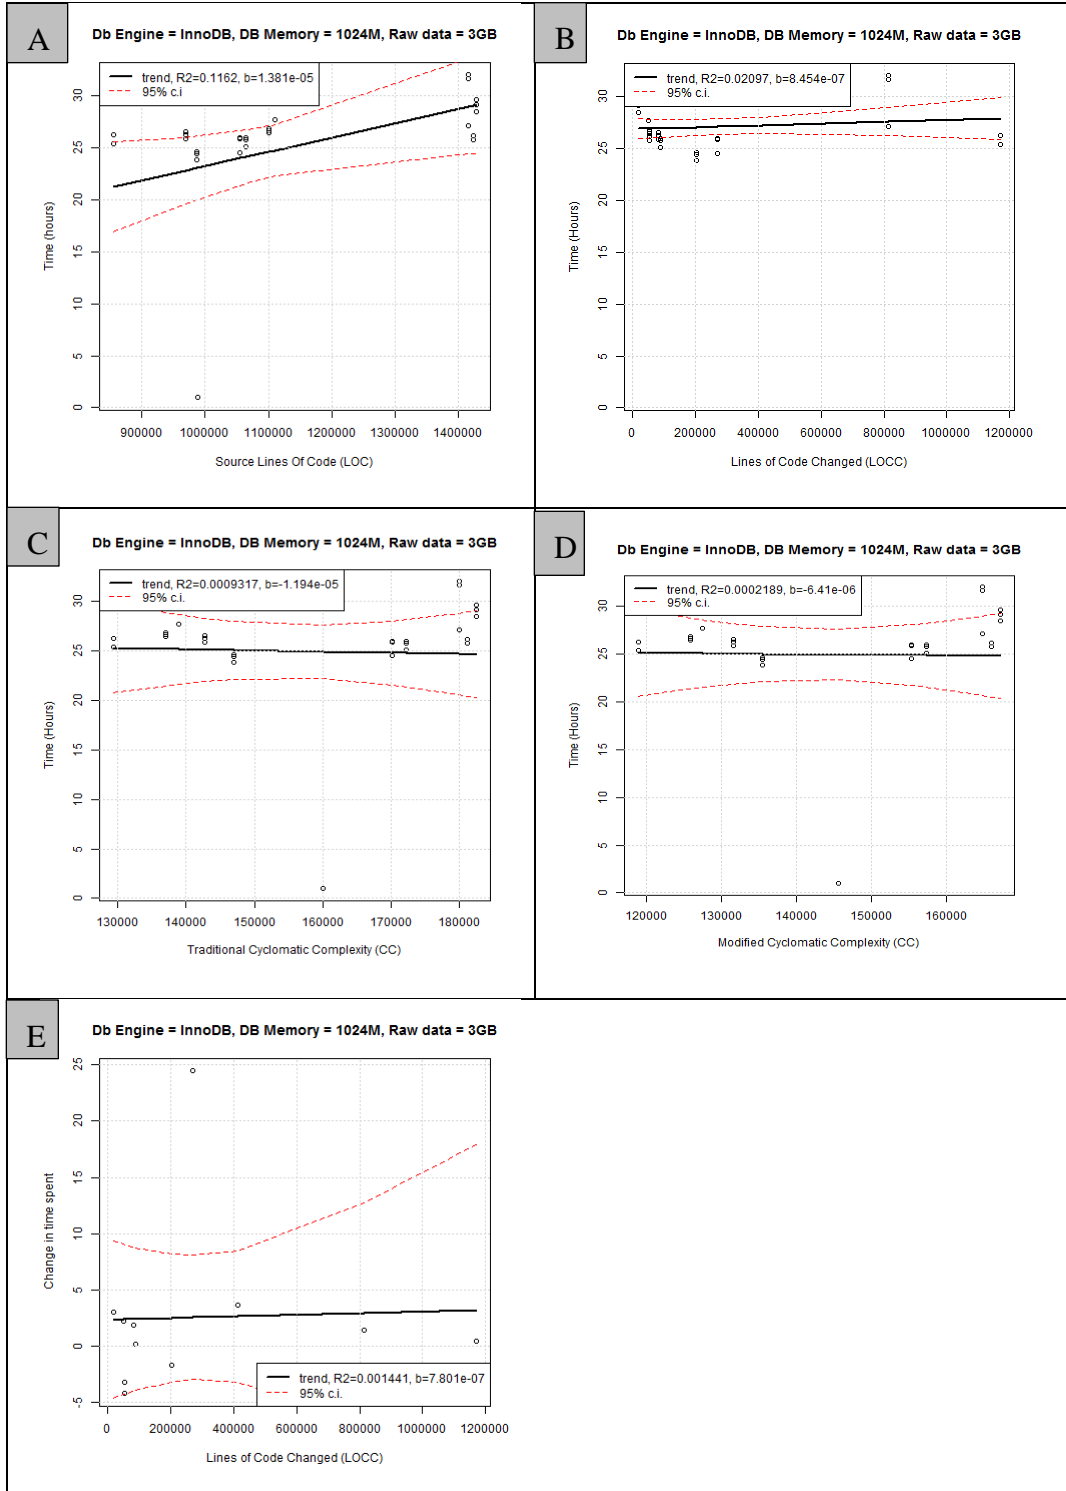 A
Db Engine = InnoDB, DB Memory = 1024M, Raw data = 3GB
trend, R2=0.1162, b=1.381e-05
95% c.i
Time (hours)
0 5 10 15 20 25 30
900000 1000000 1100000 1200000 1300000 1400000
Source Lines Of Code (LOC)
B
Db Engine = InnoDB, DB Memory = 1024M, Raw data = 3GB
trend, R2=0.02097, b=8.454e-07
95% c.i.
Time (Hours)
0 5 10 15 20 25 30
0 200000 400000 600000 800000 1000000 1200000
Lines of Code Changed (LOCC)
C
Db Engine = InnoDB, DB Memory = 1024M, Raw data = 3GB
trend, R2=0.0009317, b=-1.194e-05
95% c.i.
Time (Hours)
0 5 10 15 20 25 30
130000 140000 150000 160000 170000 180000
Traditional Cyclomatic Complexity (CC)
D
Db Engine = InnoDB, DB Memory = 1024M, Raw data = 3GB
trend, R2=0.0002189, b=-6.41e-06
95% c.i.
Time (Hours)
0 5 10 15 20 25 30
120000 130000 140000 150000 160000
Modified Cyclomatic Complexity (CC)
E
Db Engine = InnoDB, DB Memory = 1024M, Raw data = 3GB
Change in time spent
-5 0 5 10 15 20 25
trend, R2=0.001441, b=7.801e-07
95% c.i.
0 200000 400000 600000 800000 1000000 1200000
Lines of Code Changed (LOCC)